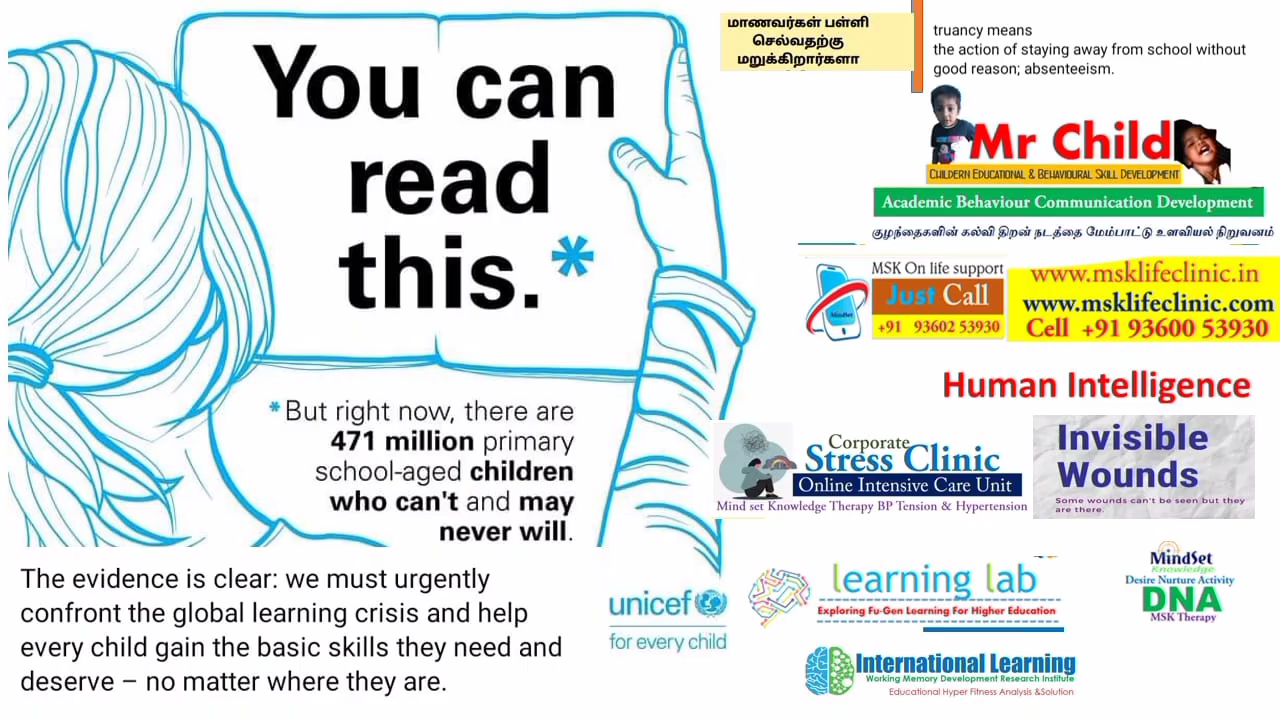 You can
read
this.*
*But right now, there are
471 million primary
school-aged children
who can't and may
never will.
The evidence is clear: we must urgently
confront the global learning crisis and help
every child gain the basic skills they need and
deserve – no matter where they are.
unicef
for every child
மாணவர்கள் பள்ளி
செல்வதற்கு
மறுக்கிறார்களா
truancy means
the action of staying away from school without
good reason; absenteeism.
Mr Child
CHILDERN EDUCATIONAL & BEHAVIOURAL SKILL DEVELOPMENT
Academic Behaviour Communication Development
குழந்தைகளின் கல்வி திறன் நடத்தை மேம்பாட்டு உளவியல் நிறுவனம்
MSK On life support
Just Call
+91 93602 53930
MindSet
www.msklifeclinic.in
www.msklifeclinic.com
Cell +91 93600 53930
Human Intelligence
Corporate
Stress Clinic
Online Intensive Care Unit
Mind set Knowledge Therapy BP Tension & Hypertension
Invisible
Wounds
Some wounds can't be seen but they
are there.
learning lab
Exploring Fu-Gen Learning For Higher Education
MindSet
Knowledge
Desire Nurture Activity
DNA
MSK Therapy
International Learning
Working Memory Development Research Institute
Educational Hyper Fitness Analysis &Solution